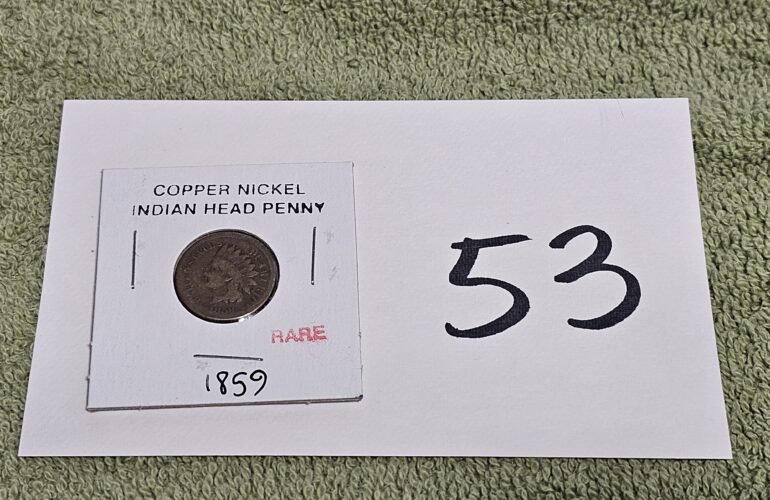 COPPER NICKEL
INDIAN HEAD PENNY
RARE
1859
53